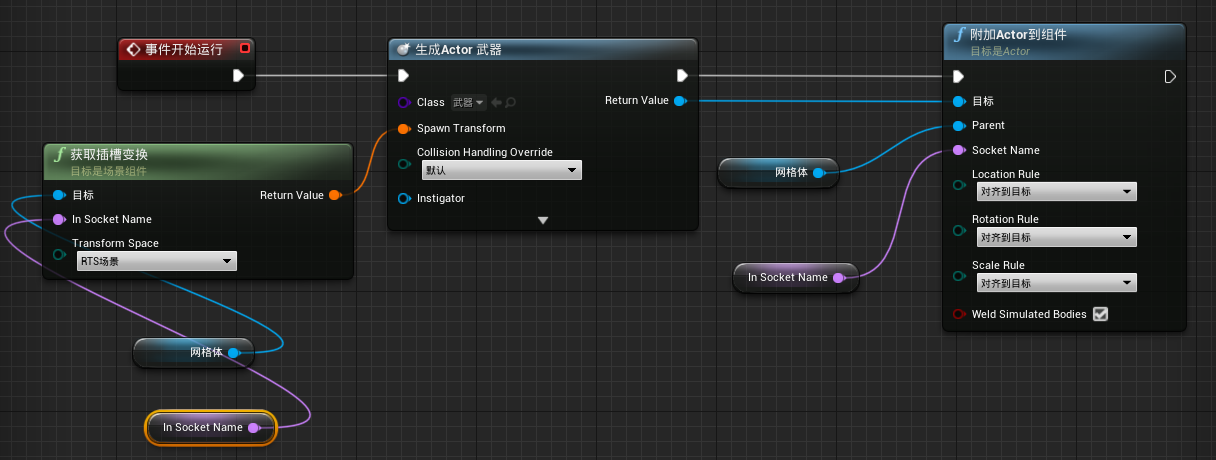 事件开始运行
生成Actor 武器
Class 武器
Return Value
Spawn Transform
Collision Handling Override
默认
Instigator
附加Actor到组件
目标是Actor
目标
Parent
Socket Name
Location Rule
对齐到目标
Rotation Rule
对齐到目标
Scale Rule
对齐到目标
Weld Simulated Bodies
获取插槽变换
目标是场景组件
目标
Return Value
In Socket Name
Transform Space
RTS场景
网格体
In Socket Name
网格体
In Socket Name